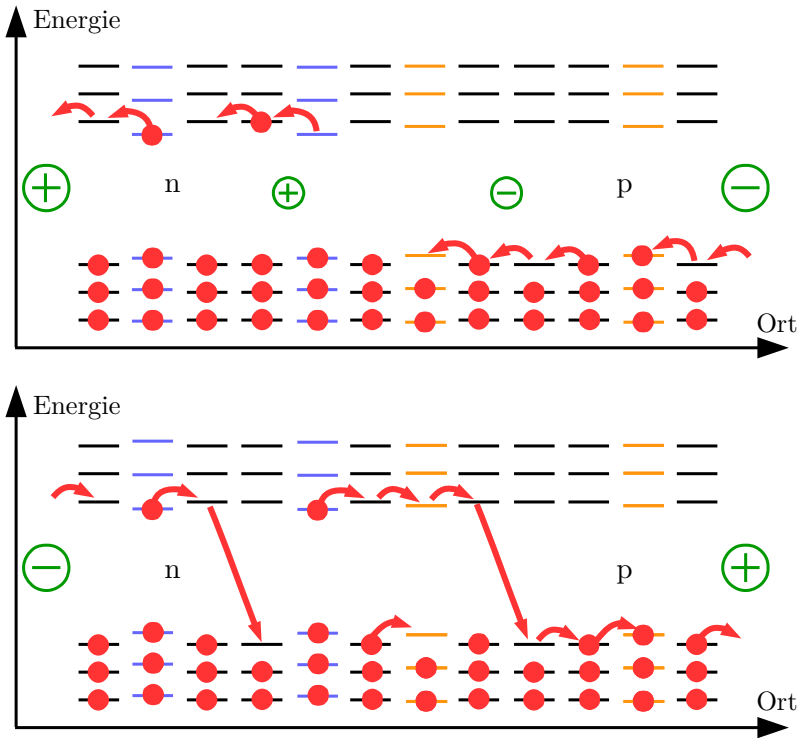 Energie
+ n + − p −
Ort
Energie
− n p +
Ort